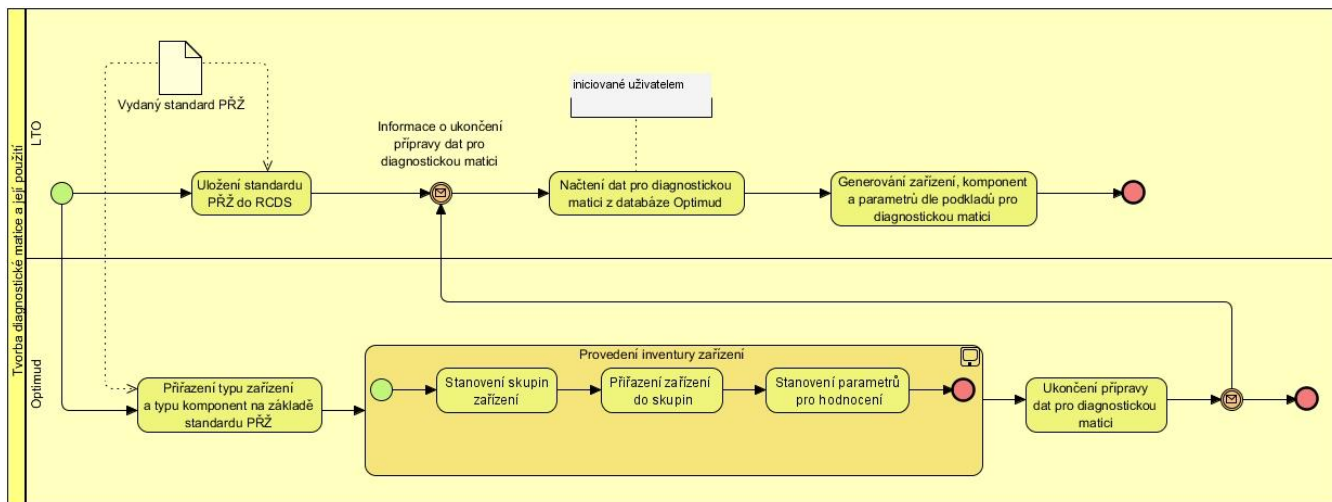 Tvorba diagnostické matice a její použití
LTO
Vydaný standard PŘŽ
Uložení standardu
PŘŽ do RCDS
Informace o ukončení
přípravy dat pro
diagnostickou matici
iniciované uživatelem
Načtení dat pro diagnostickou
matici z databáze Optimud
Generování zařízení, komponent
a parametrů dle podkladů pro
diagnostickou matici
Optimud
Přiřazení typu zařízení
a typu komponent na základě
standardu PŘŽ
Provedení inventury zařízení
Stanovení skupin
zařízení
Přiřazení zařízení
do skupin
Stanovení parametrů
pro hodnocení
Ukončení přípravy
dat pro diagnostickou
matici